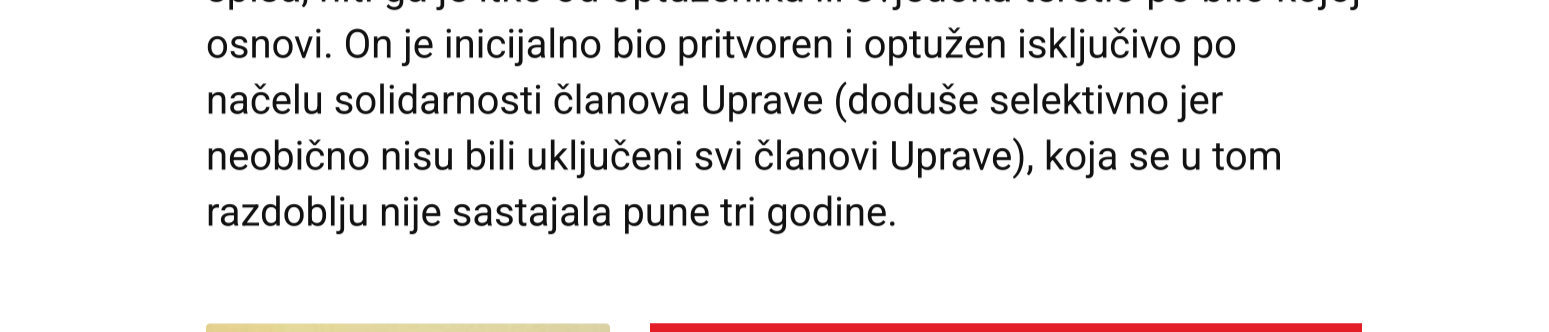 osnovi. On je inicijalno bio pritvoren i optužen isključivo po
načelu solidarnosti članova Uprave (doduše selektivno jer
neobično nisu bili uključeni svi članovi Uprave), koja se u tom
razdoblju nije sastajala pune tri godine.